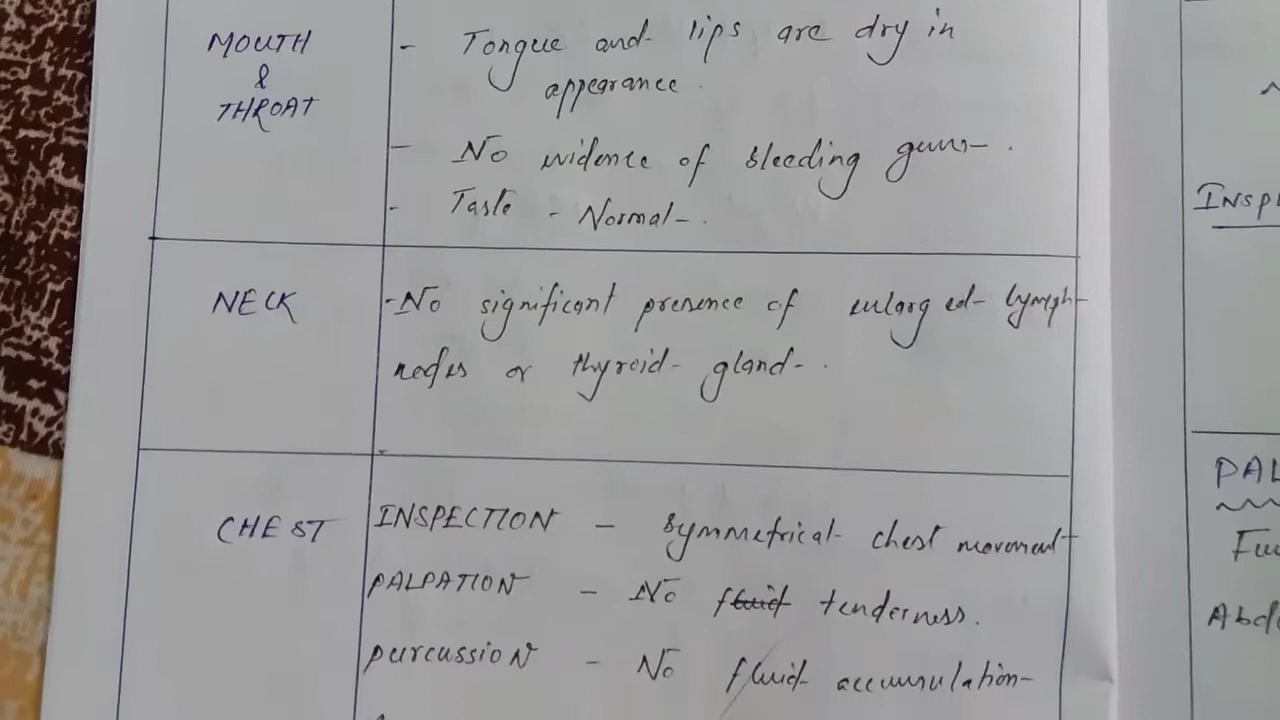 MOUTH
&
THROAT
- Tongue and lips are dry in
appearance.
- No evidence of bleeding gums.
- Taste - Normal.
NECK
- No significant presence of enlarged lymph
nodes or thyroid gland.
CHEST
INSPECTION - symmetrical chest movement
PALPATION - No fluid tenderness.
percussion - No fluid accumulation
INSP
PAL
Abd